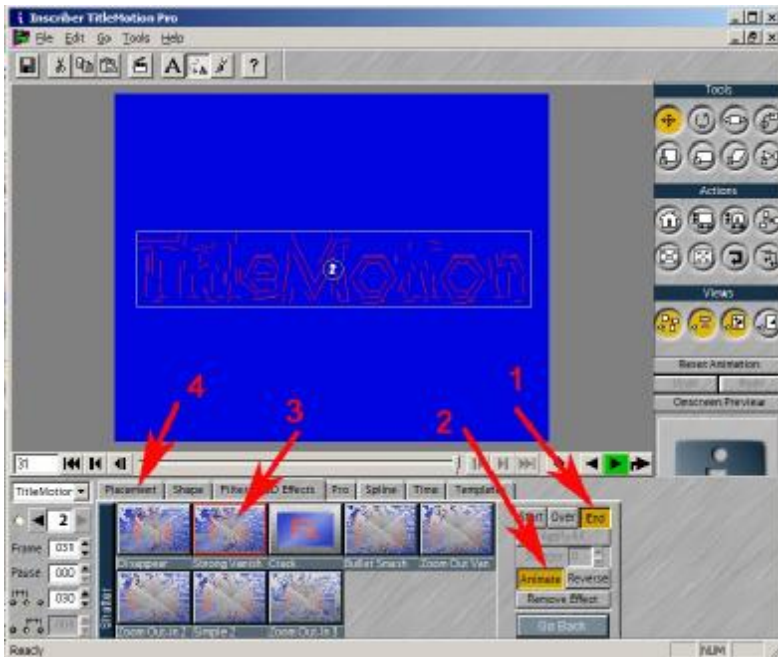 Inscriber TitleMotion Pro
File Edit Go Tools Help
Tools
Actions
TitleMotion
Views
Reset Animation
Onscreen Preview
4
3
2
1
31
TitleMotion
Placement Shape Filter Effects Pro Spline Time Template
2
Start Over End
Frame 031
Disappear Strong Vanish Crack Bullet Smash Zoom Out Van
Pause 000
Animate Reverse
030
Remove Effect
Shatter
Go Back
Zoom Out-In 2 Simple 2 Zoom Out-In 3
Ready
NUM